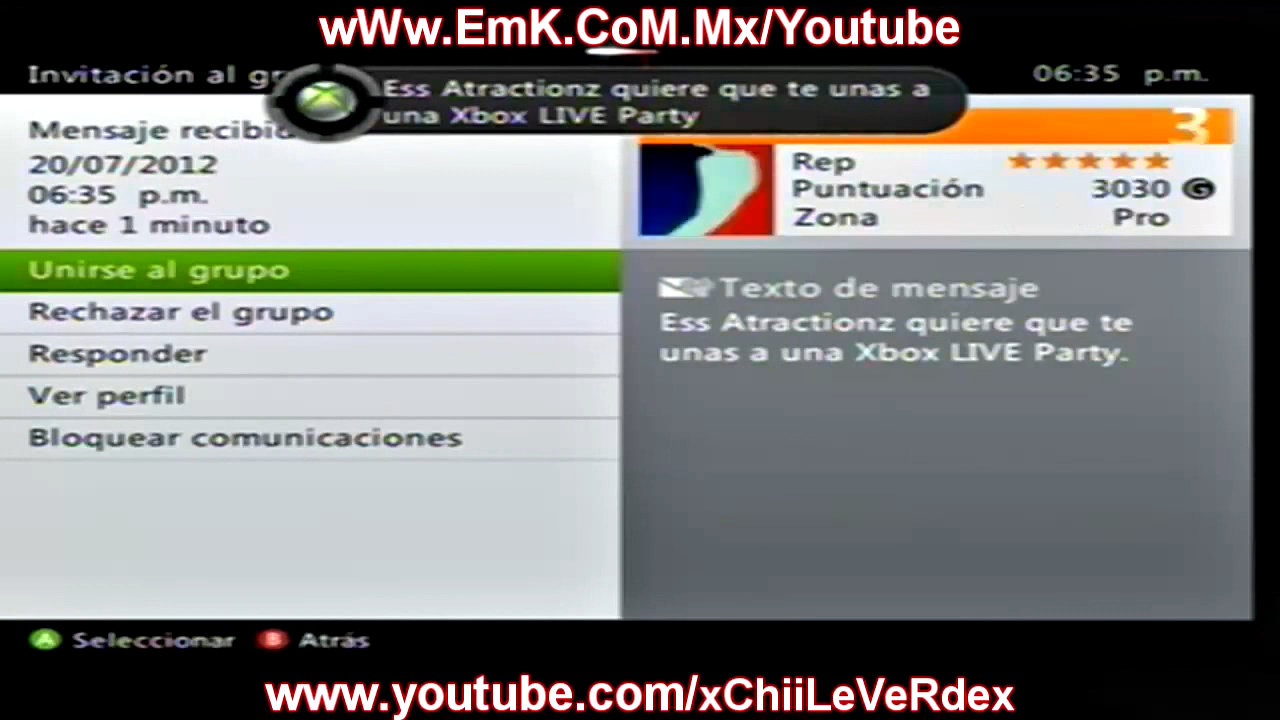 wWw.EmK.CoM.Mx/Youtube
Invitación al gr
06:35 p.m.
Ess Atractionz quiere que te unas a
una Xbox LIVE Party
Mensaje recibid
20/07/2012
06:35 p.m.
hace 1 minuto
3
Rep
Puntuación 3030 G
Zona Pro
Unirse al grupo
Rechazar el grupo
Responder
Ver perfil
Bloquear comunicaciones
Texto de mensaje
Ess Atractionz quiere que te
unas a una Xbox LIVE Party.
A Seleccionar B Atrás
www.youtube.com/xChiiLeVeRdex